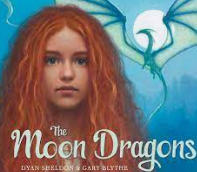 The
Moon Dragons
DYAN SHELDON & GARY BLYTHE